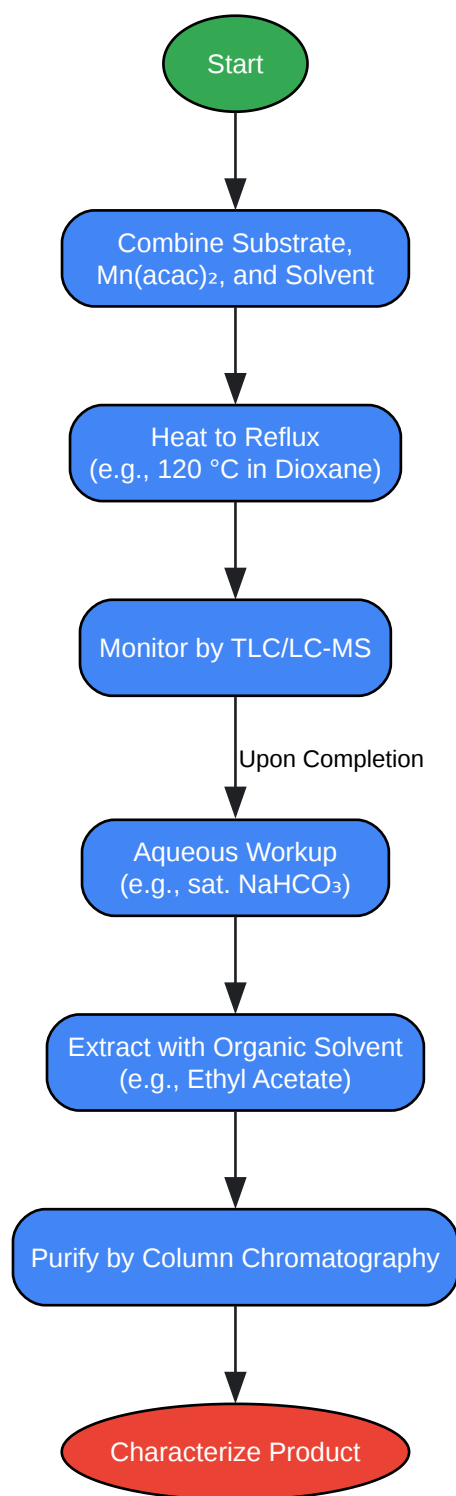 Start
Combine Substrate,
Mn(acac)₂, and Solvent
Heat to Reflux
(e.g., 120 °C in Dioxane)
Monitor by TLC/LC-MS
Upon Completion
Aqueous Workup
(e.g., sat. NaHCO₃)
Extract with Organic Solvent
(e.g., Ethyl Acetate)
Purify by Column Chromatography
Characterize Product